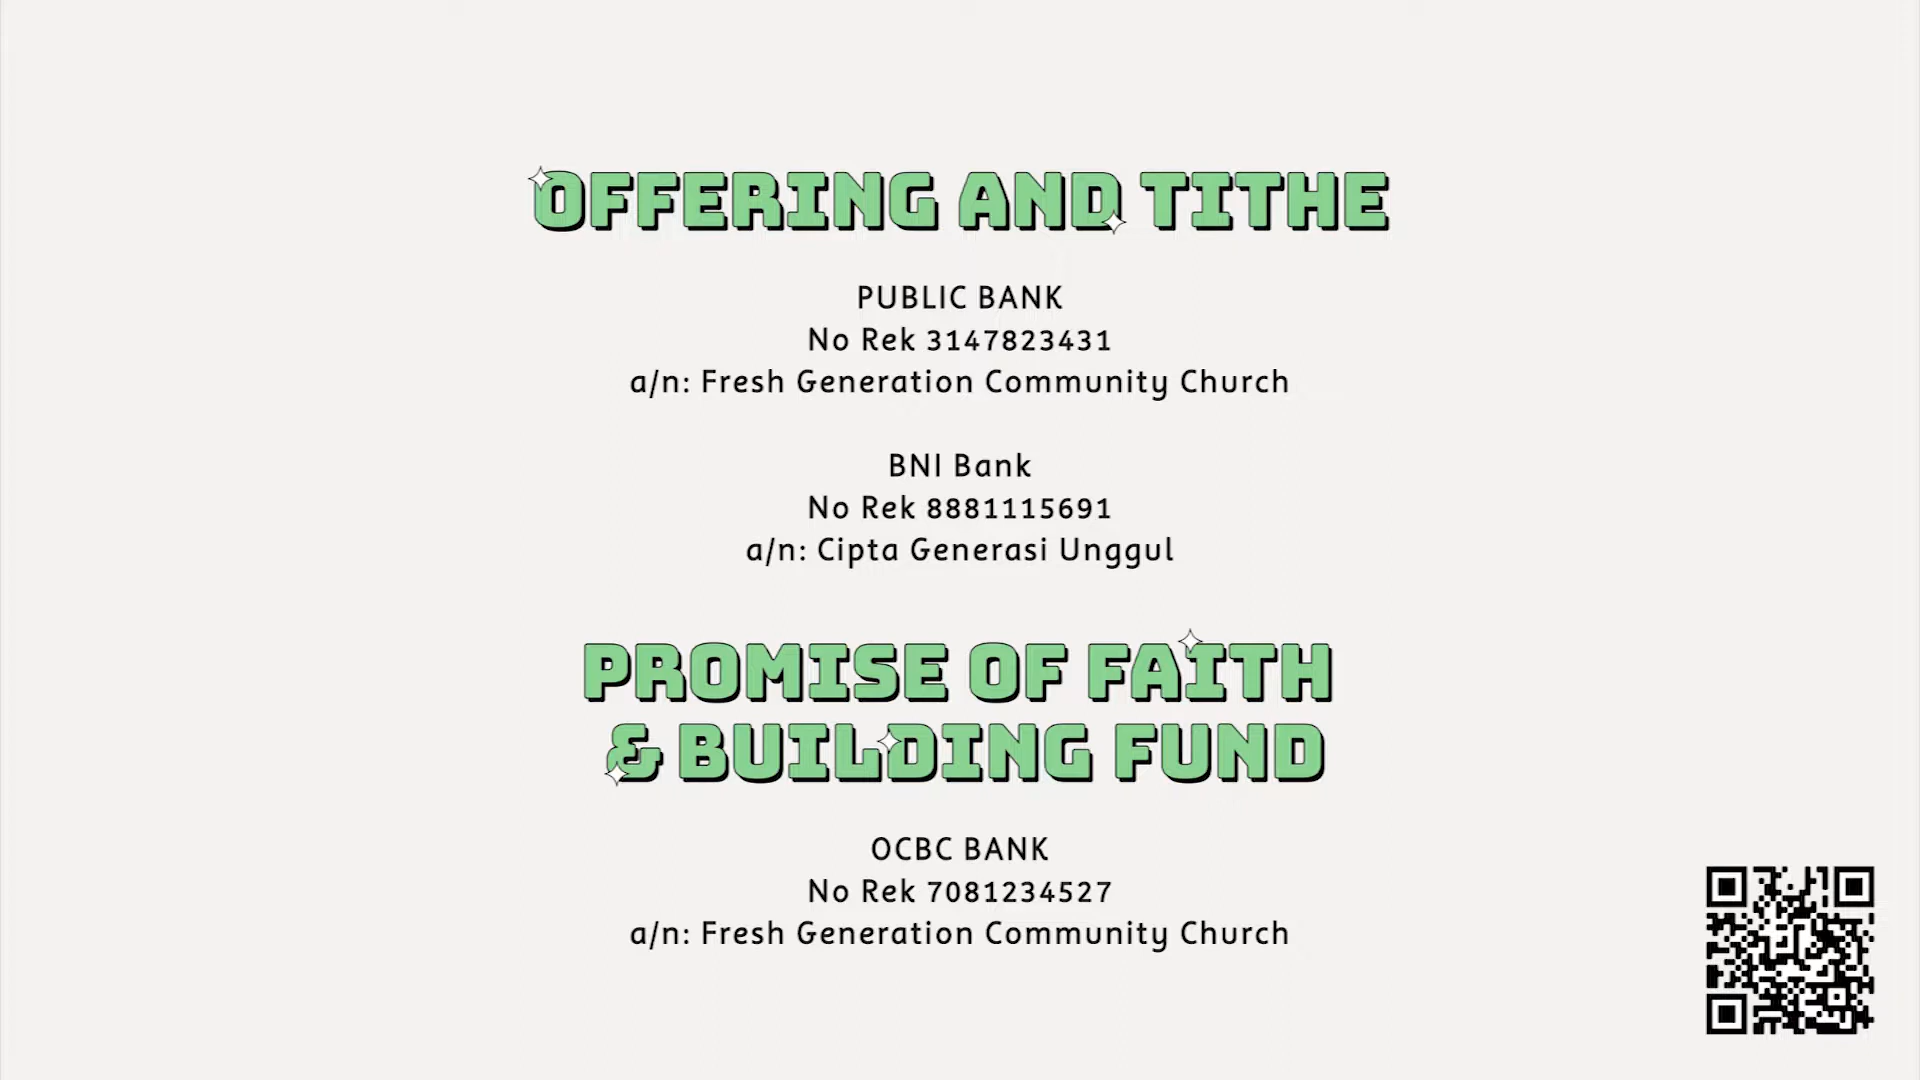 OFFERING AND TITHE
PUBLIC BANK
No Rek 3147823431
a/n: Fresh Generation Community Church
BNI Bank
No Rek 8881115691
a/n: Cipta Generasi Unggul
PROMISE OF FAITH
& BUILDING FUND
OCBC BANK
No Rek 7081234527
a/n: Fresh Generation Community Church